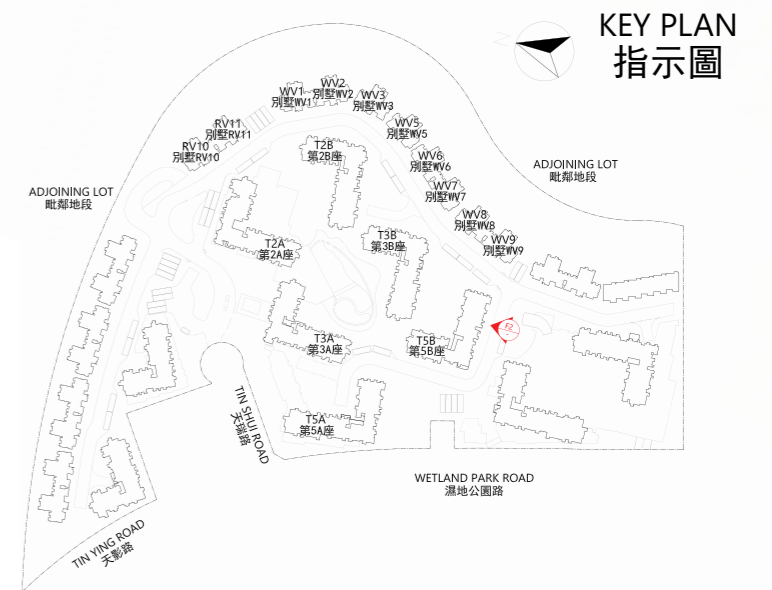 KEY PLAN
指示圖
N
WV1
別墅WV1
WV2
別墅WV2
WV3
別墅WV3
RV11
別墅RV11
RV10
別墅RV10
WV5
別墅WV5
T2B
第2B座
WV6
別墅WV6
ADJOINING LOT
毗鄰地段
WV7
別墅WV7
ADJOINING LOT
毗鄰地段
WV8
別墅WV8
T3B
第3B座
WV9
別墅WV9
T2A
第2A座
F2
T3A
第3A座
T5B
第5B座
TIN SHUI ROAD
天瑞路
T5A
第5A座
WETLAND PARK ROAD
濕地公園路
TIN YING ROAD
天影路